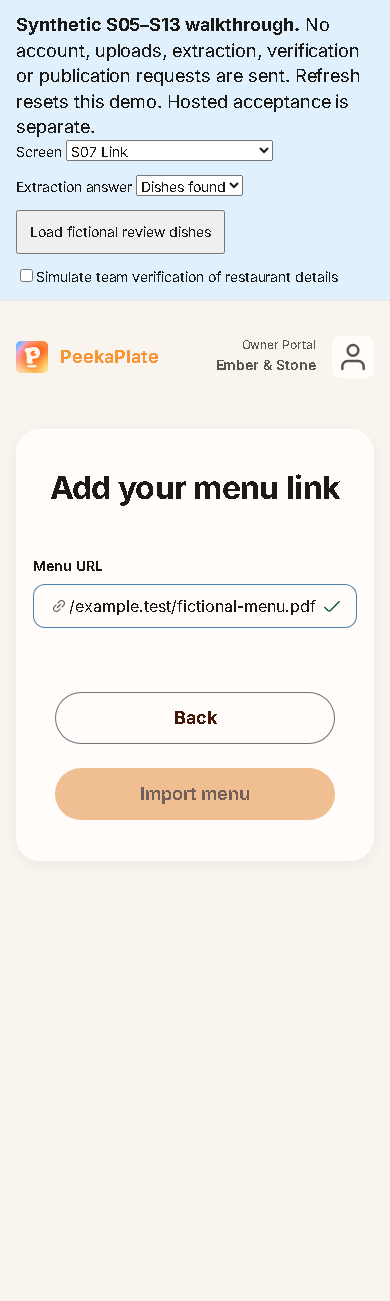 Synthetic S05–S13 walkthrough. No
account, uploads, extraction, verification
or publication requests are sent. Refresh
resets this demo. Hosted acceptance is
separate.
Screen S07 Link
Extraction answer Dishes found
Load fictional review dishes
Simulate team verification of restaurant details
PeekaPlate
Owner Portal
Ember & Stone
Add your menu link
Menu URL
/example.test/fictional-menu.pdf
Back
Import menu